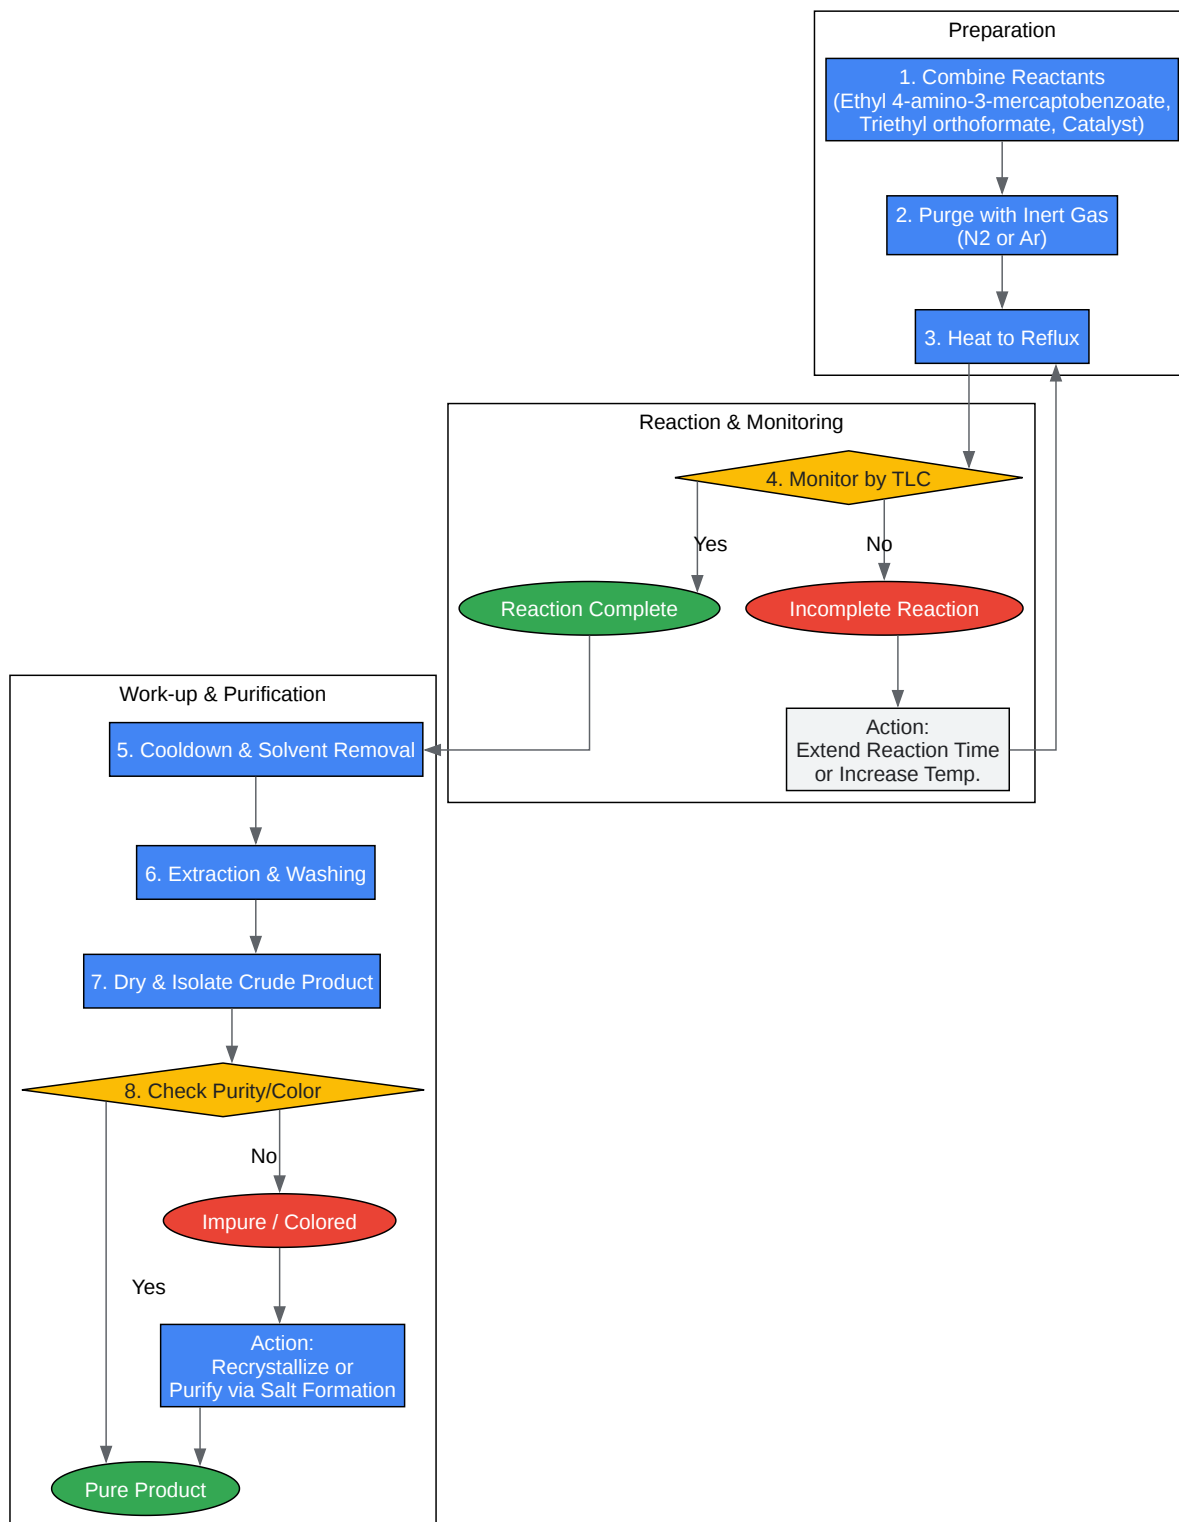 Preparation
1. Combine Reactants
(Ethyl 4-amino-3-mercaptobenzoate,
Triethyl orthoformate, Catalyst)
2. Purge with Inert Gas
(N2 or Ar)
3. Heat to Reflux
Reaction & Monitoring
4. Monitor by TLC
Yes
No
Reaction Complete
Incomplete Reaction
Action:
Extend Reaction Time
or Increase Temp.
Work-up & Purification
5. Cooldown & Solvent Removal
6. Extraction & Washing
7. Dry & Isolate Crude Product
8. Check Purity/Color
No
Impure / Colored
Yes
Action:
Recrystallize or
Purify via Salt Formation
Pure Product